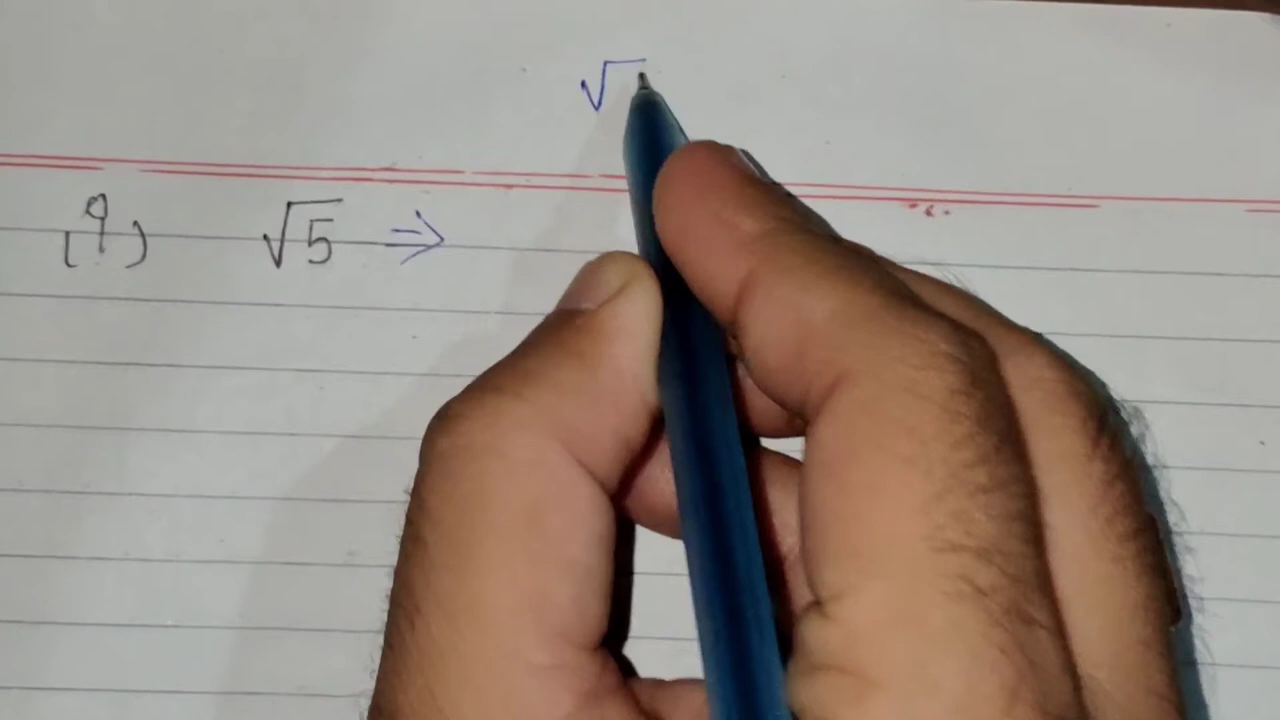 √
(9) √5 ⇒